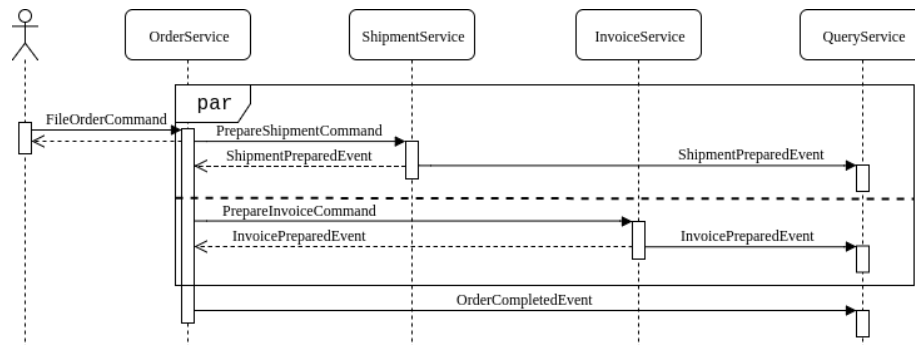 OrderService
ShipmentService
InvoiceService
QueryService
par
FileOrderCommand
PrepareShipmentCommand
ShipmentPreparedEvent
ShipmentPreparedEvent
PrepareInvoiceCommand
InvoicePreparedEvent
InvoicePreparedEvent
OrderCompletedEvent